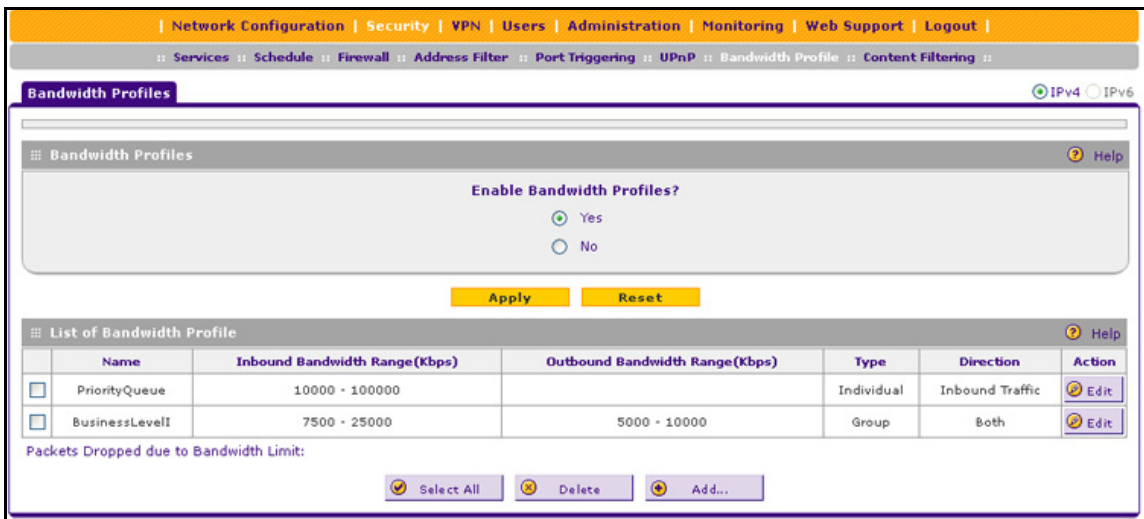 | Network Configuration | Security | VPN | Users | Administration | Monitoring | Web Support | Logout |
:: Services :: Schedule :: Firewall :: Address Filter :: Port Triggering :: UPnP :: Bandwidth Profile :: Content Filtering ::
Bandwidth Profiles IPv4 IPv6
Bandwidth Profiles Help
Enable Bandwidth Profiles?
Yes
No
Apply Reset
List of Bandwidth Profile Help
Name Inbound Bandwidth Range(Kbps) Outbound Bandwidth Range(Kbps) Type Direction Action
PriorityQueue 10000 - 100000 Individual Inbound Traffic Edit
BusinessLevelI 7500 - 25000 5000 - 10000 Group Both Edit
Packets Dropped due to Bandwidth Limit:
Select All Delete Add...